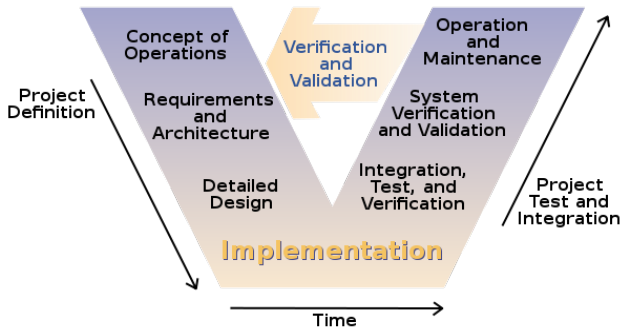 Concept of
Operations
Verification
and
Validation
Operation
and
Maintenance
Project
Definition
Requirements
and
Architecture
System
Verification
and Validation
Detailed
Design
Integration,
Test, and
Verification
Project
Test and
Integration
Implementation
Time